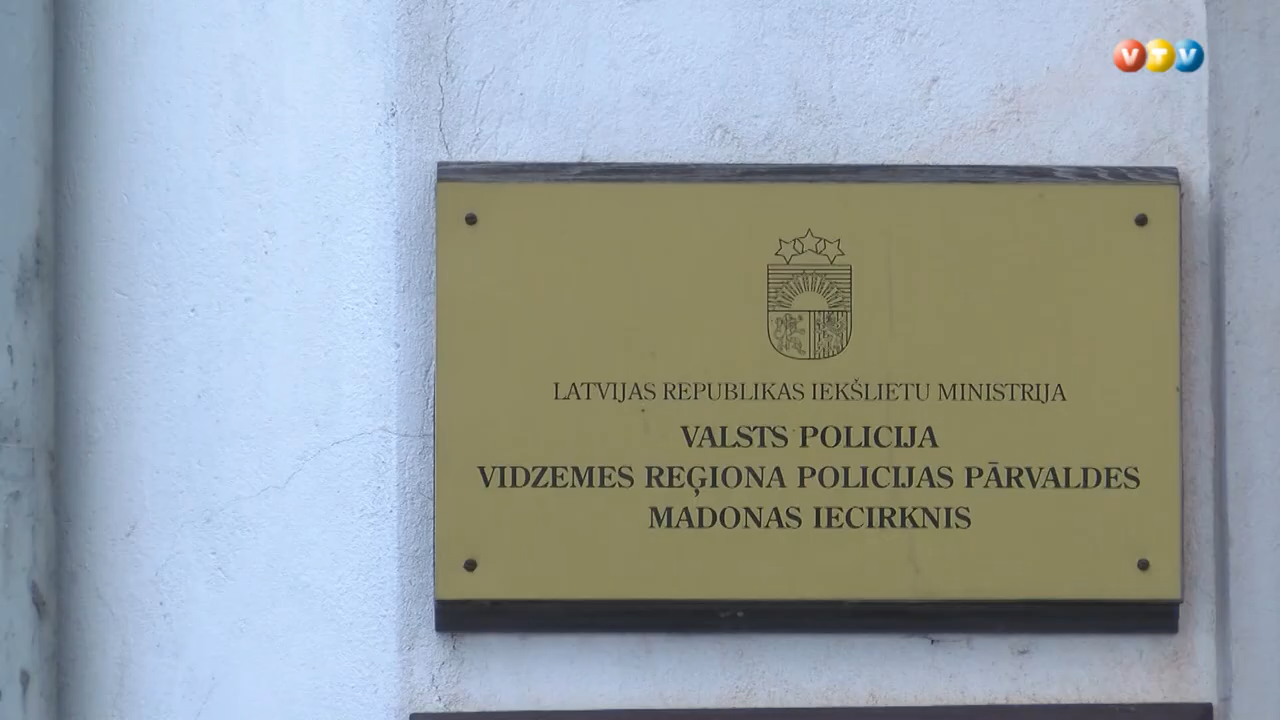 VTV
LATVIJAS REPUBLIKAS IEKŠLIETU MINISTRIJA
VALSTS POLICIJA
VIDZEMES REĢIONA POLICIJAS PĀRVALDES
MADONAS IECIRKNIS